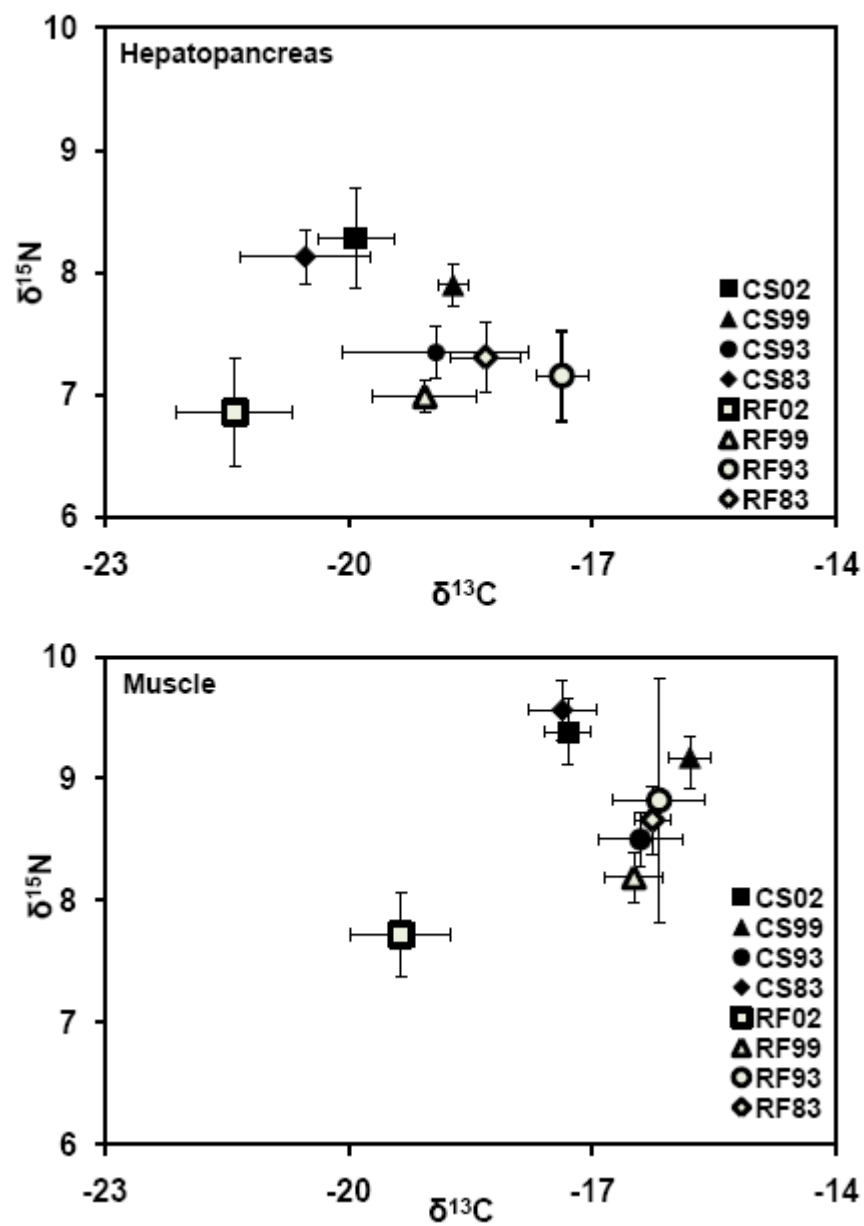 10
Hepatopancreas
9
8
δ¹⁵N
7
6
CS02
CS99
CS93
CS83
RF02
RF99
RF93
RF83
-23 -20 -17 -14
δ¹³C
10
Muscle
9
8
δ¹⁵N
7
6
CS02
CS99
CS93
CS83
RF02
RF99
RF93
RF83
-23 -20 -17 -14
δ¹³C